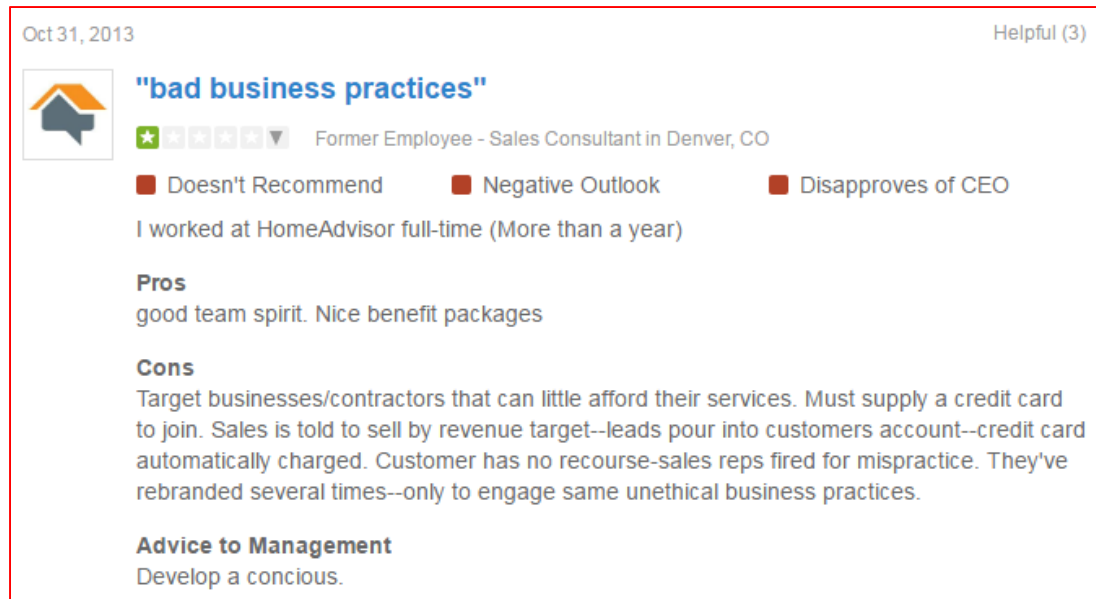 Oct 31, 2013
Helpful (3)
"bad business practices"
Former Employee - Sales Consultant in Denver, CO
Doesn't Recommend
Negative Outlook
Disapproves of CEO
I worked at HomeAdvisor full-time (More than a year)
Pros
good team spirit. Nice benefit packages
Cons
Target businesses/contractors that can little afford their services. Must supply a credit card
to join. Sales is told to sell by revenue target--leads pour into customers account--credit card
automatically charged. Customer has no recourse-sales reps fired for mispractice. They've
rebranded several times--only to engage same unethical business practices.
Advice to Management
Develop a concious.